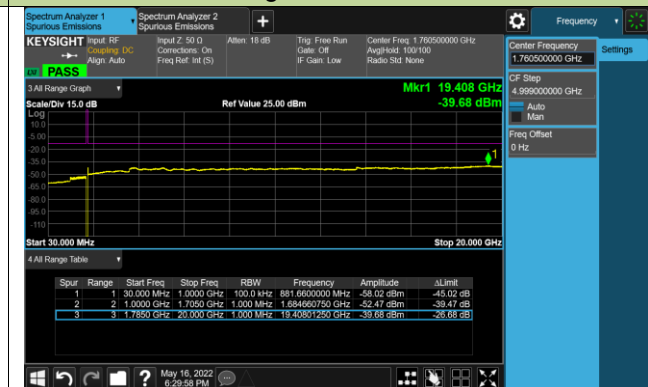 Spectrum Analyzer 1
Spurious Emissions
Spectrum Analyzer 2
Spurious Emissions
+
Frequency
KEYSIGHT
Input: RF
Coupling: DC
Align: Auto
Input Z: 50 Ω
Corrections: On
Freq Ref: Int (S)
Atten: 18 dB
Trig: Free Run
Gate: Off
IF Gain: Low
Center Freq: 1.760500000 GHz
Avg|Hold: 100/100
Radio Std: None
PASS
Center Frequency
1.760500000 GHz
Settings
CF Step
4.999000000 GHz
Auto
Man
Freq Offset
0 Hz
3 All Range Graph
Mkr1 19.408 GHz
Scale/Div 15.0 dB
Ref Value 25.00 dBm
-39.68 dBm
Log
10.0
-5.00
-20.0
-35.0
-50.0
-65.0
-80.0
-95.0
-110
1
Start 30.000 MHz
Stop 20.000 GHz
4 All Range Table
Spur Range Start Freq Stop Freq RBW Frequency Amplitude ΔLimit
1 1 30.000 MHz 1.0000 GHz 100.0 kHz 881.6600000 MHz -58.02 dBm -45.02 dB
2 2 1.0000 GHz 1.7050 GHz 1.000 MHz 1.684660750 GHz -52.47 dBm -39.47 dB
3 3 1.7850 GHz 20.000 GHz 1.000 MHz 19.40801250 GHz -39.68 dBm -26.68 dB
?
May 16, 2022
6:29:58 PM